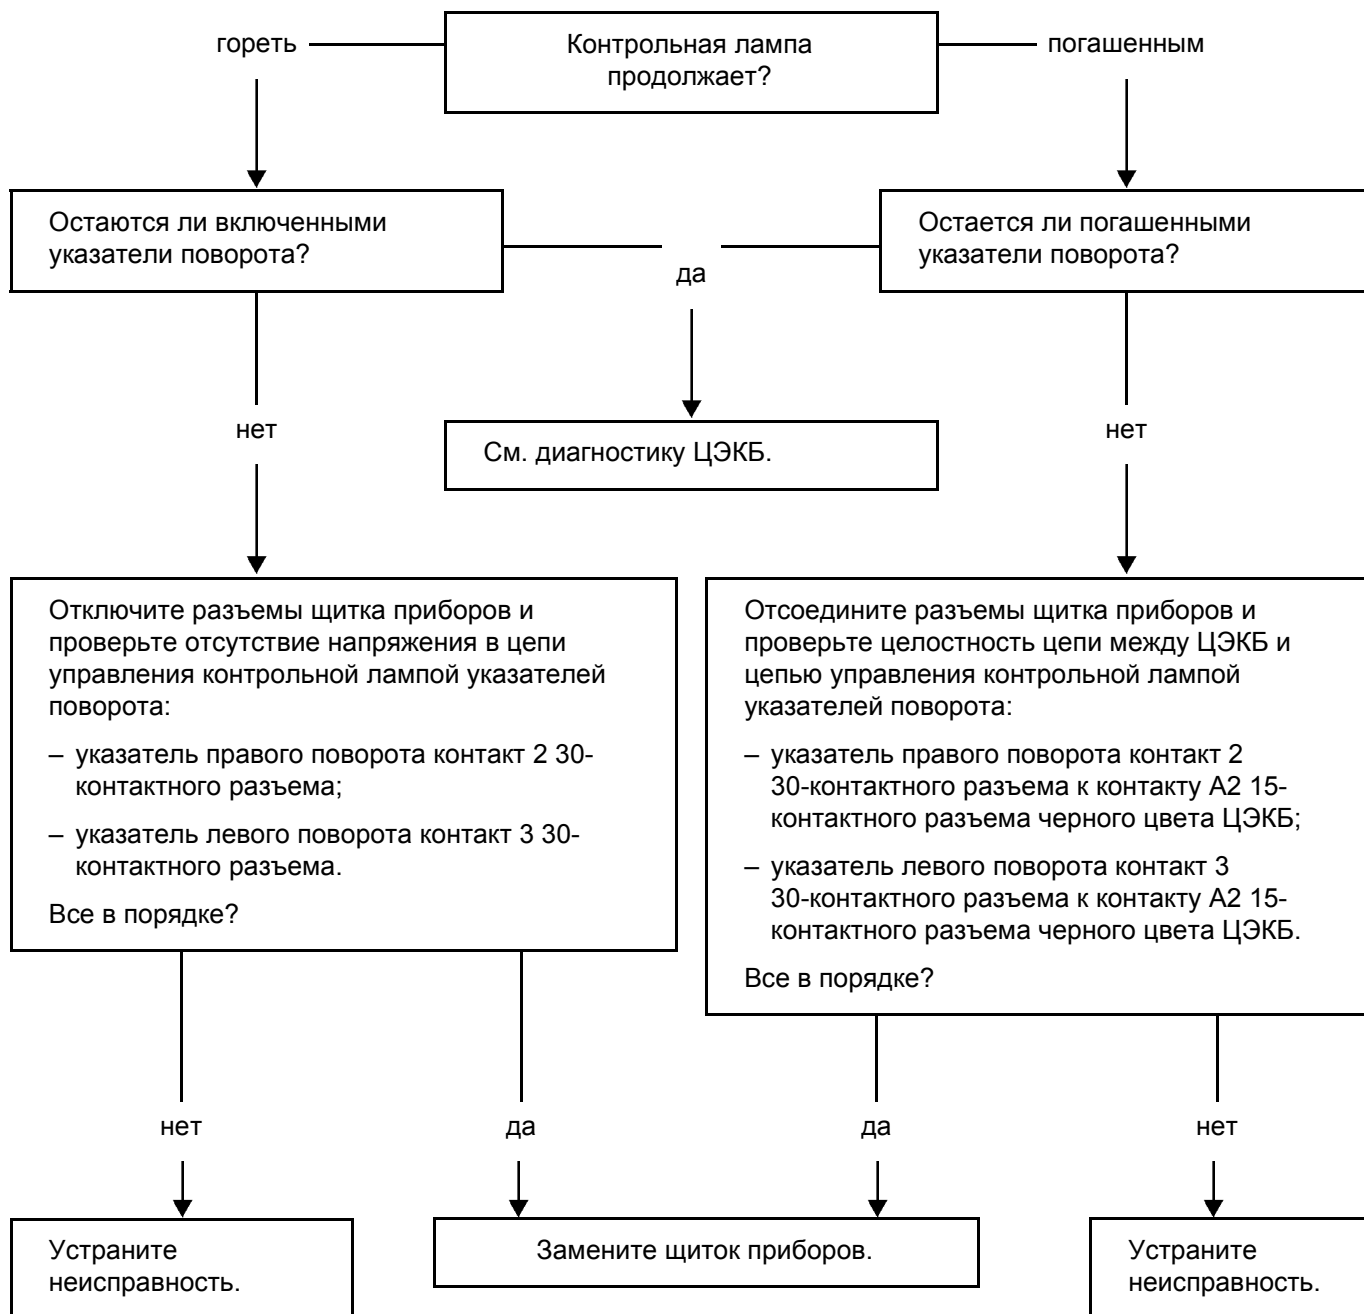 гореть
Контрольная лампа
продолжает?
погашенным
Остаются ли включенными
указатели поворота?
Остается ли погашенными
указатели поворота?
да
нет
См. диагностику ЦЭКБ.
нет
Отключите разъемы щитка приборов и
проверьте отсутствие напряжения в цепи
управления контрольной лампой указателей
поворота:
– указатель правого поворота контакт 2 30-
контактного разъема;
– указатель левого поворота контакт 3 30-
контактного разъема.
Все в порядке?
Отсоедините разъемы щитка приборов и
проверьте целостность цепи между ЦЭКБ и
цепью управления контрольной лампой
указателей поворота:
– указатель правого поворота контакт 2
30-контактного разъема к контакту А2 15-
контактного разъема черного цвета ЦЭКБ;
– указатель левого поворота контакт 3
30-контактного разъема к контакту А2 15-
контактного разъема черного цвета ЦЭКБ.
Все в порядке?
нет
да
да
нет
Устраните
неисправность.
Замените щиток приборов.
Устраните
неисправность.